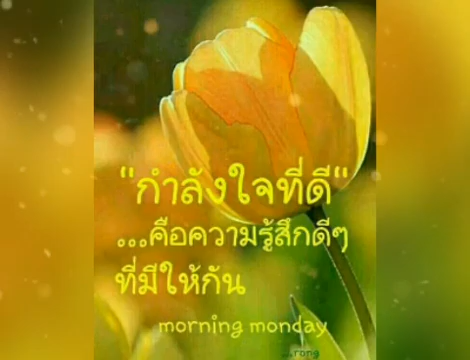 "กำลังใจที่ดี"
...คือความรู้สึกดีๆ
ที่มีให้กัน
morning monday
...rong